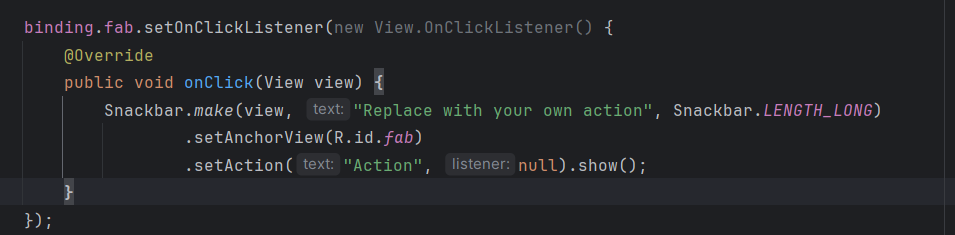 binding.fab.setOnClickListener(new View.OnClickListener() {
@Override
public void onClick(View view) {
Snackbar.make(view, text: "Replace with your own action", Snackbar.LENGTH_LONG)
.setAnchorView(R.id.fab)
.setAction( text: "Action", listener: null).show();
}
});